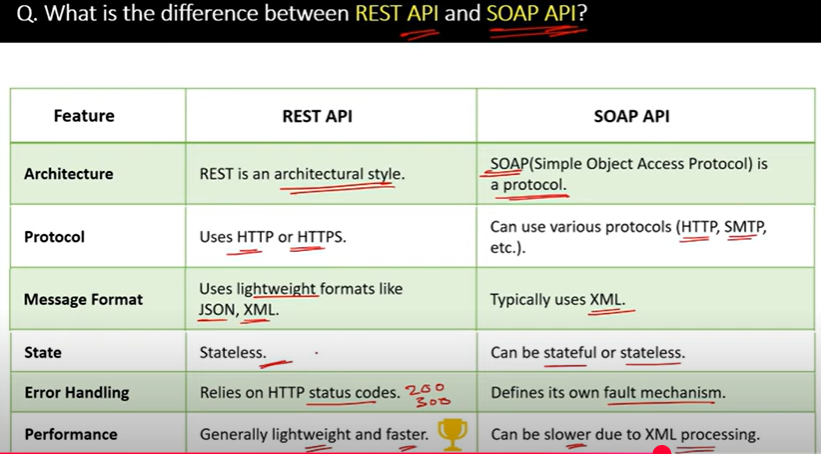 Q. What is the difference between REST API and SOAP API?
Feature REST API SOAP API
Architecture REST is an architectural style. SOAP(Simple Object Access Protocol) is
a protocol.
Protocol Uses HTTP or HTTPS. Can use various protocols (HTTP, SMTP,
etc.).
Message Format Uses lightweight formats like
JSON, XML. Typically uses XML.
State Stateless. Can be stateful or stateless.
Error Handling Relies on HTTP status codes. 200
300 Defines its own fault mechanism.
Performance Generally lightweight and faster. Can be slower due to XML processing.